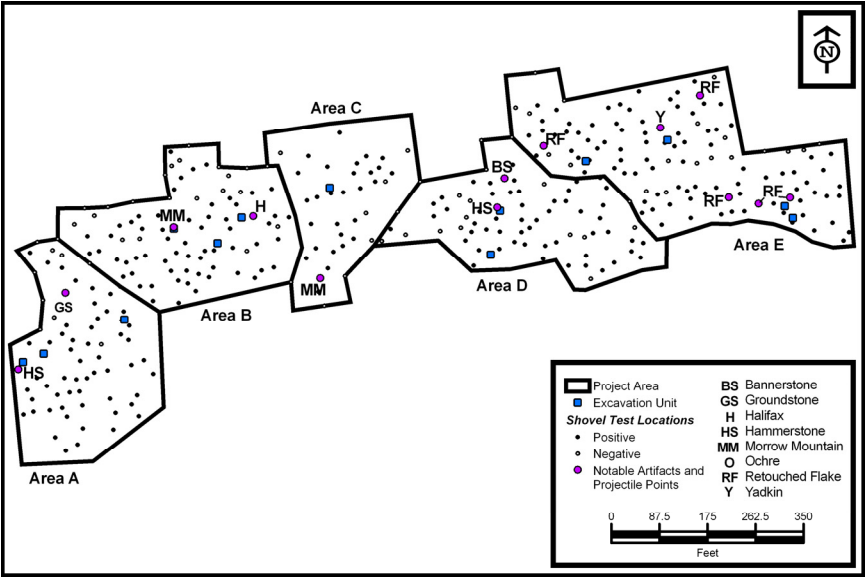 N
RF
Area C
Y
RF
BS
MM
H
HS
RF
RF
Area E
MM
Area D
GS
Area B
HS
Area A
Project Area
Excavation Unit
Shovel Test Locations
Positive
Negative
Notable Artifacts and
Projectile Points
BS Bannerstone
GS Groundstone
H Halifax
HS Hammerstone
MM Morrow Mountain
O Ochre
RF Retouched Flake
Y Yadkin
0 87.5 175 262.5 350
Feet